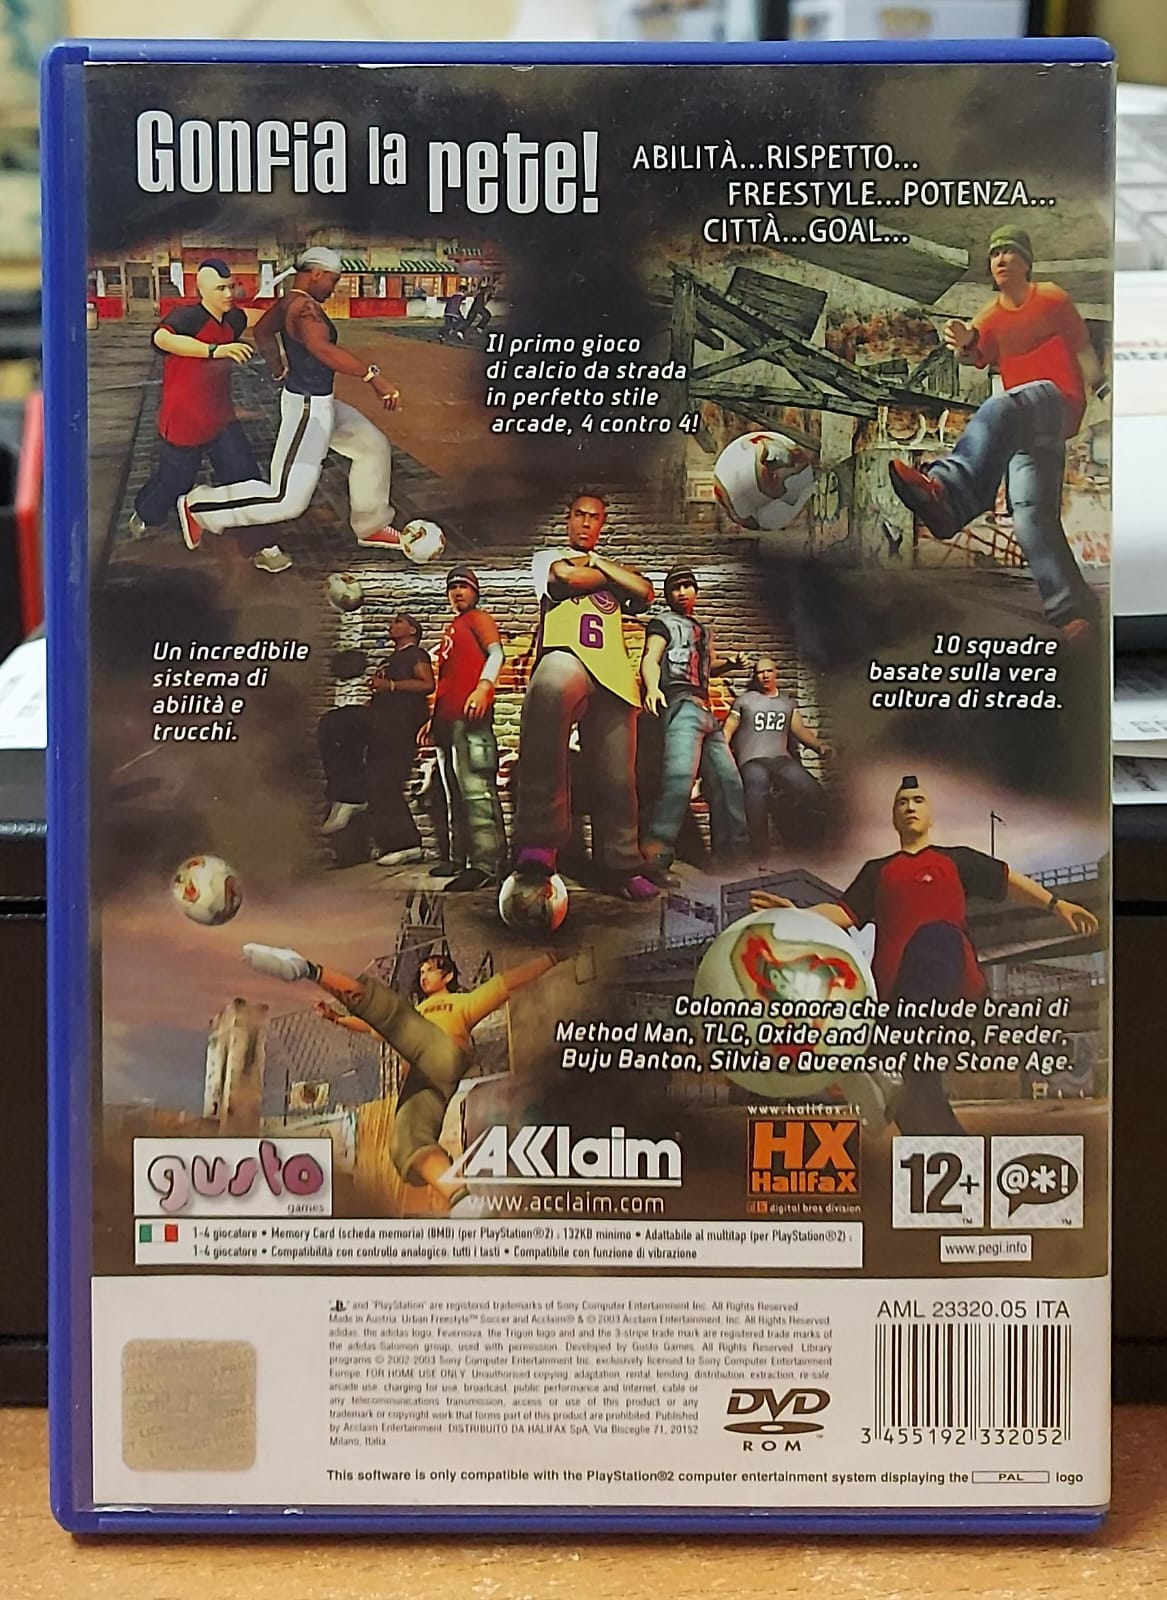 Gonfia la rete!
ABILITÀ...RISPETTO...
FREESTYLE...POTENZA...
CITTÀ...GOAL...
Il primo gioco
di calcio da strada
in perfetto stile
arcade, 4 contro 4!
6
SE2
Un incredibile
sistema di
abilità e
trucchi.
10 squadre
basate sulla vera
cultura di strada.
Colonna sonora che include brani di
Method Man, TLC, Oxide and Neutrino, Feeder,
Buju Banton, Silvia e Queens of the Stone Age.
gusto
games
AKKlaim
www.acclaim.com
www.halifax.it
HX
HalifaX
digital bros division
12+
@*!
www.pegi.info
1-4 giocatore • Memory Card (scheda memoria) (8MB) (per PlayStation®2) : 132KB minimo • Adattabile al multitap (per PlayStation®2) :
1-4 giocatore • Compatibilità con controllo analogico: tutti i tasti • Compatibile con funzione di vibrazione
and "PlayStation" are registered trademarks of Sony Computer Entertainment Inc. All Rights Reserved
Made in Austria. Urban Freestyle™ Soccer and Acclaim® & © 2003 Acclaim Entertainment, Inc. All Rights Reserved
adidas, the adidas logo, Fevernova, the Trigon logo and and the 3-stripe trade mark are registered trade marks of
the adidas-Salomon group, used with permission. Developed by Gusto Games. All Rights Reserved. Library
programs © 2002-2003 Sony Computer Entertainment Inc. exclusively licensed to Sony Computer Entertainment
Europe. FOR HOME USE ONLY. Unauthorised copying, adaptation, rental, lending, distribution, extraction, re-sale,
arcade use, charging for use, broadcast, public performance and internet, cable or
any telecommunications transmission, access or use of this product or any
trademark or copyright work that forms part of this product are prohibited. Published
by Acclaim Entertainment. DISTRIBUITO DA HALIFAX SpA, Via Bisceglie 71, 20152
Milano, Italia.
DVD
ROM
AML 23320.05 ITA
3 455192 332052
This software is only compatible with the PlayStation®2 computer entertainment system displaying the PAL logo